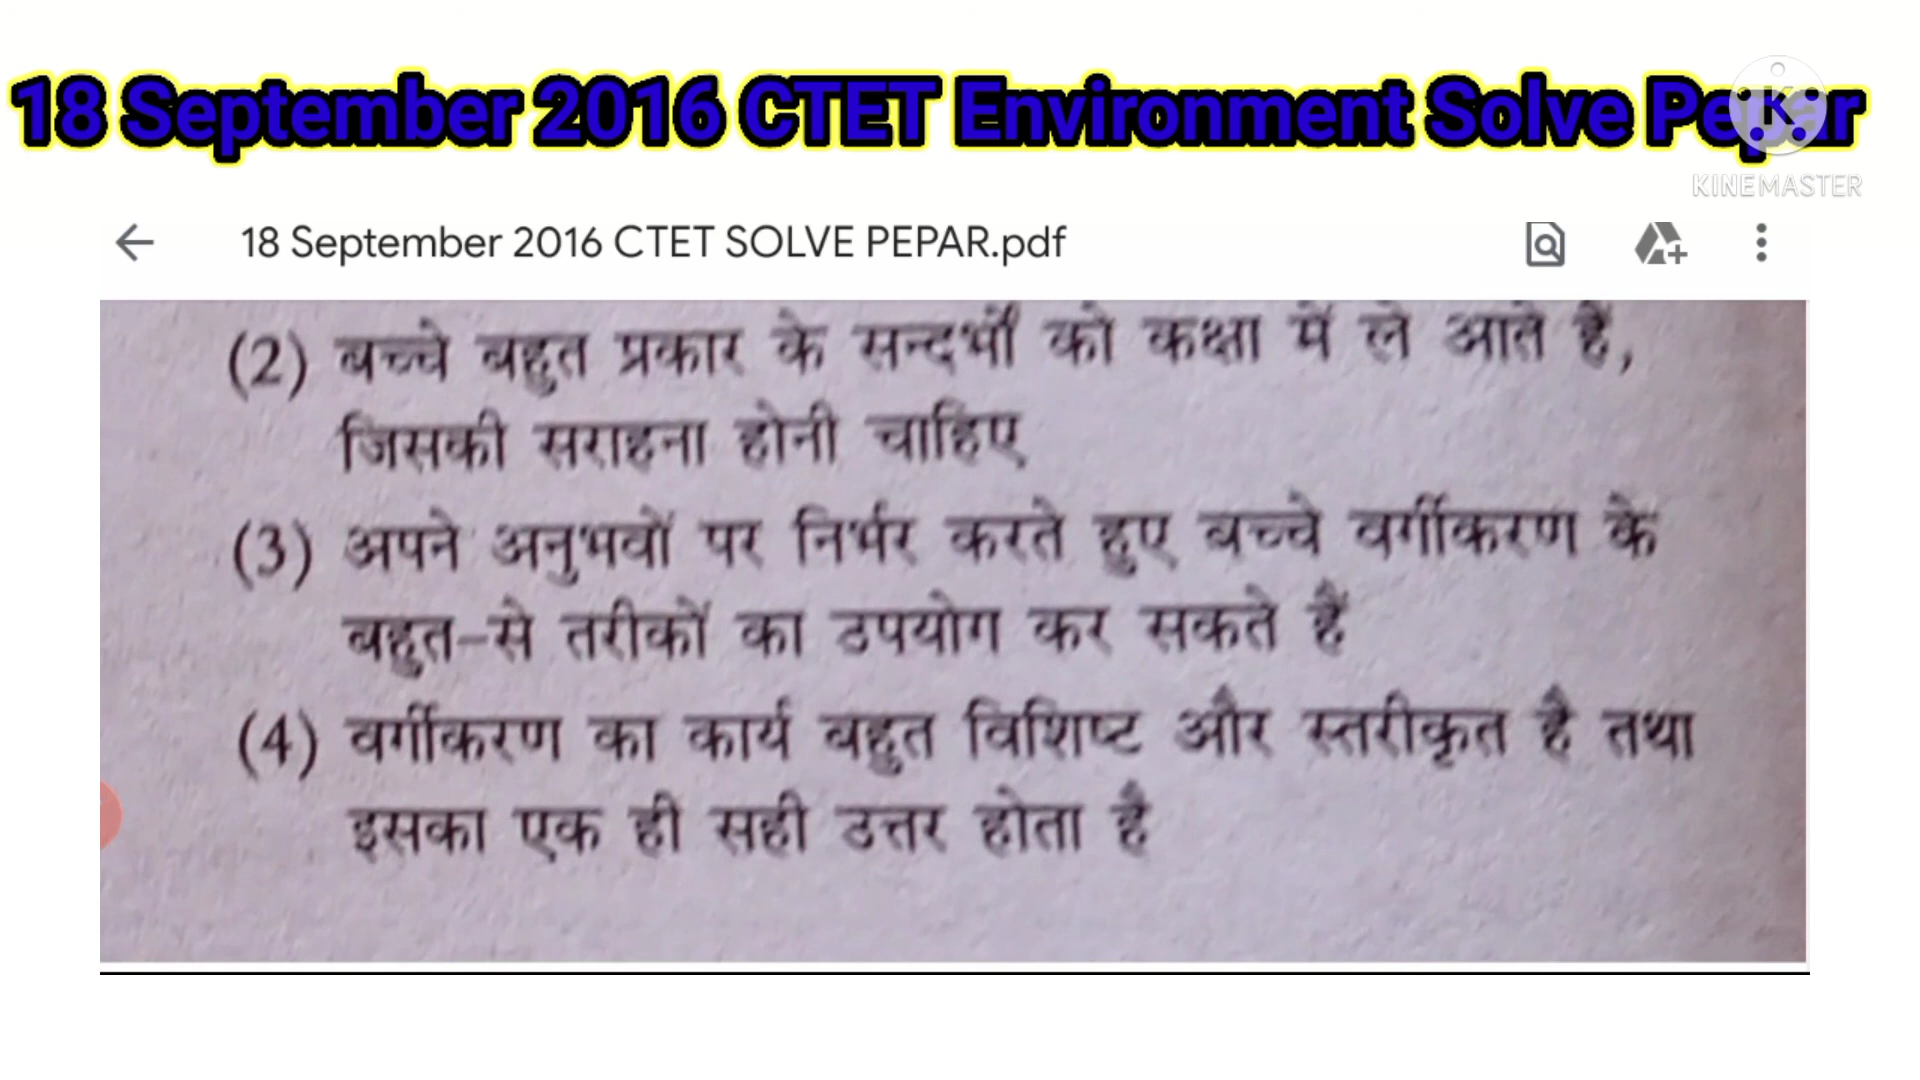 18 September 2016 CTET Environment Solve Pepar
KINEMASTER
18 September 2016 CTET SOLVE PEPAR.pdf
(2) बच्चे बहुत प्रकार के सन्दर्भों को कक्षा में ले आते हैं,
जिसकी सराहना होनी चाहिए
(3) अपने अनुभवों पर निर्भर करते हुए बच्चे वर्गीकरण के
बहुत-से तरीकों का उपयोग कर सकते हैं
(4) वर्गीकरण का कार्य बहुत विशिष्ट और स्तरीकृत है तथा
इसका एक ही सही उत्तर होता है